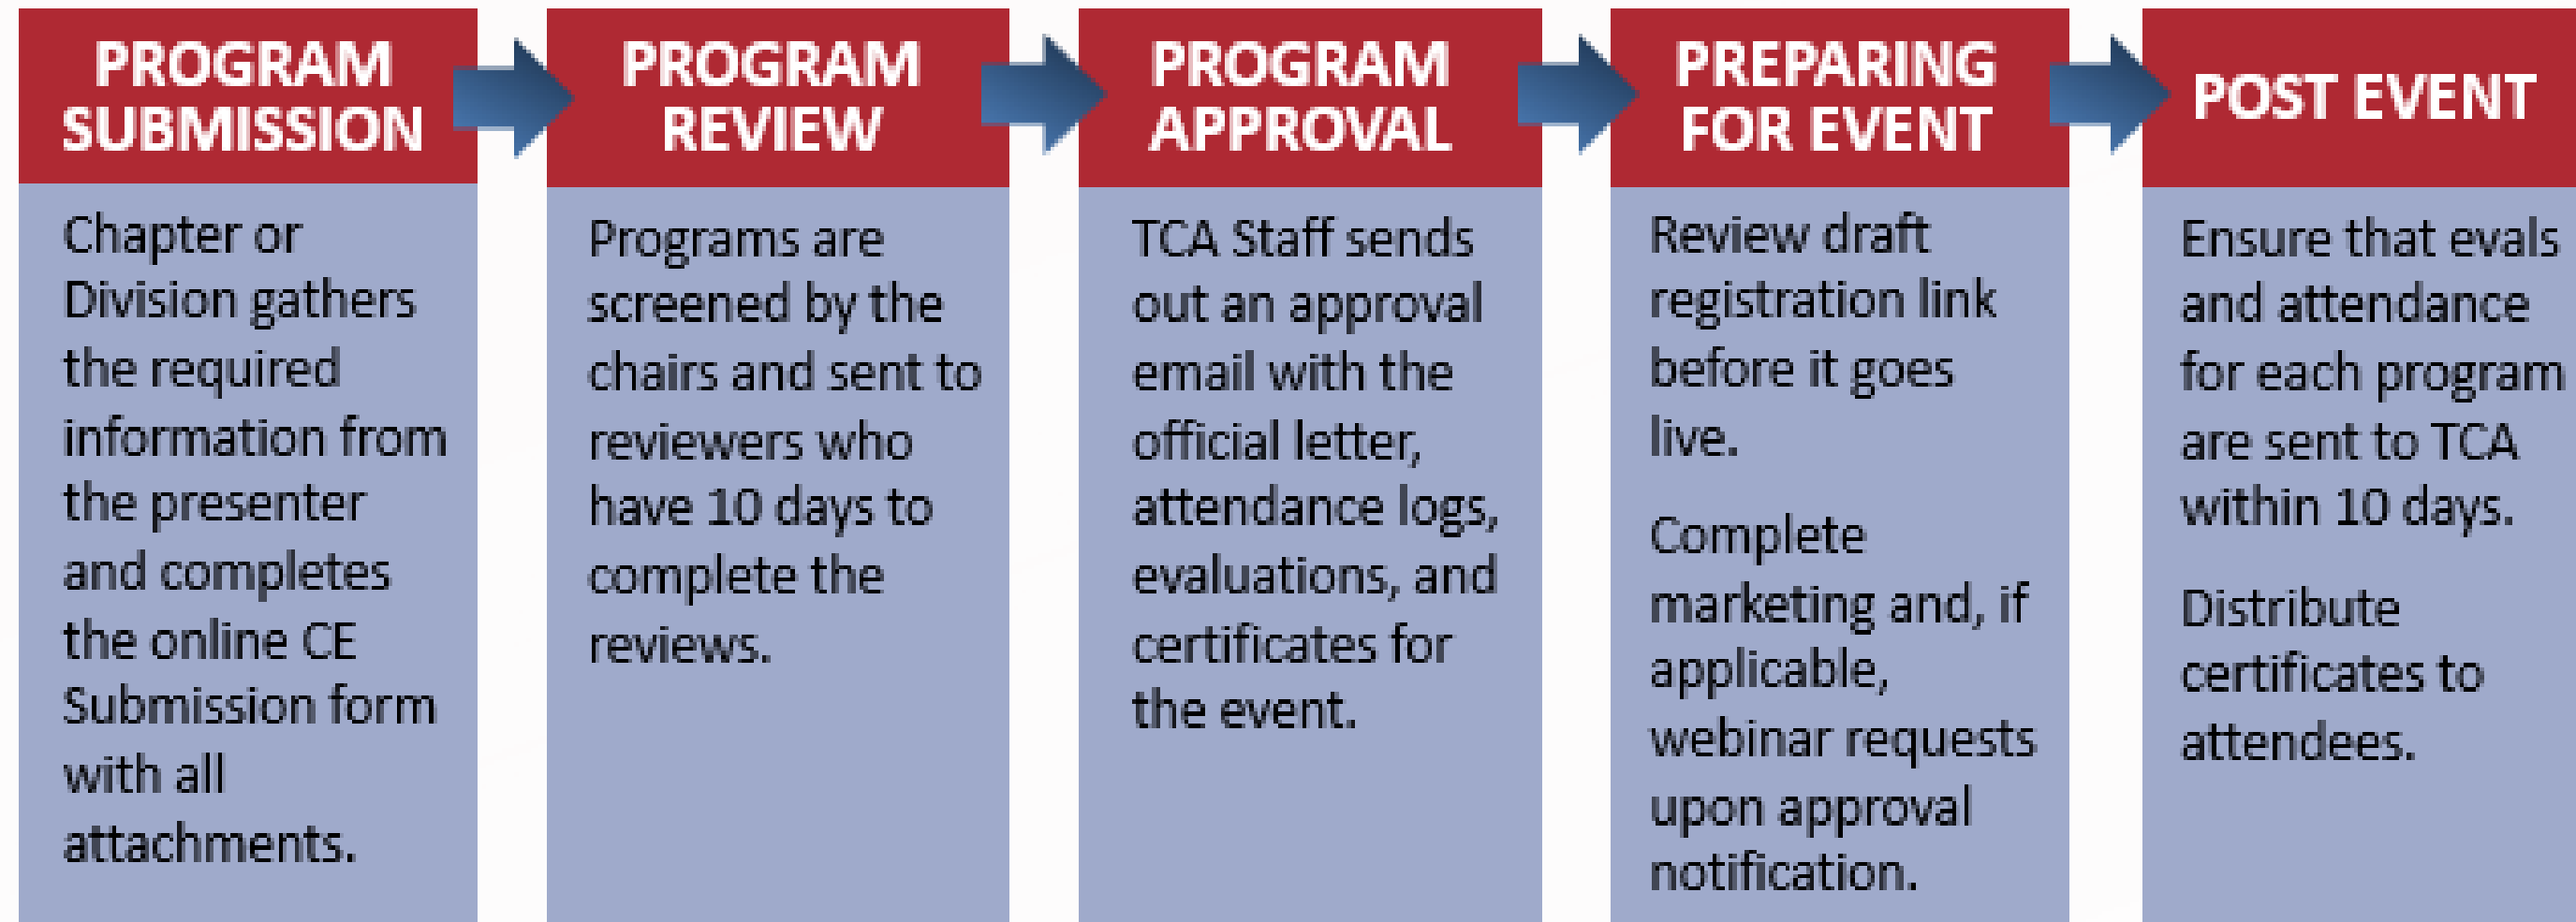 PROGRAM
SUBMISSION
Chapter or
Division gathers
the required
information from
the presenter
and completes
the online CE
Submission form
with all
attachments.
PROGRAM
REVIEW
Programs are
screened by the
chairs and sent to
reviewers who
have 10 days to
complete the
reviews.
PROGRAM
APPROVAL
TCA Staff sends
out an approval
email with the
official letter,
attendance logs,
evaluations, and
certificates for
the event.
PREPARING
FOR EVENT
Review draft
registration link
before it goes
live.
Complete
marketing and, if
applicable,
webinar requests
upon approval
notification.
POST EVENT
Ensure that evals
and attendance
for each program
are sent to TCA
within 10 days.
Distribute
certificates to
attendees.